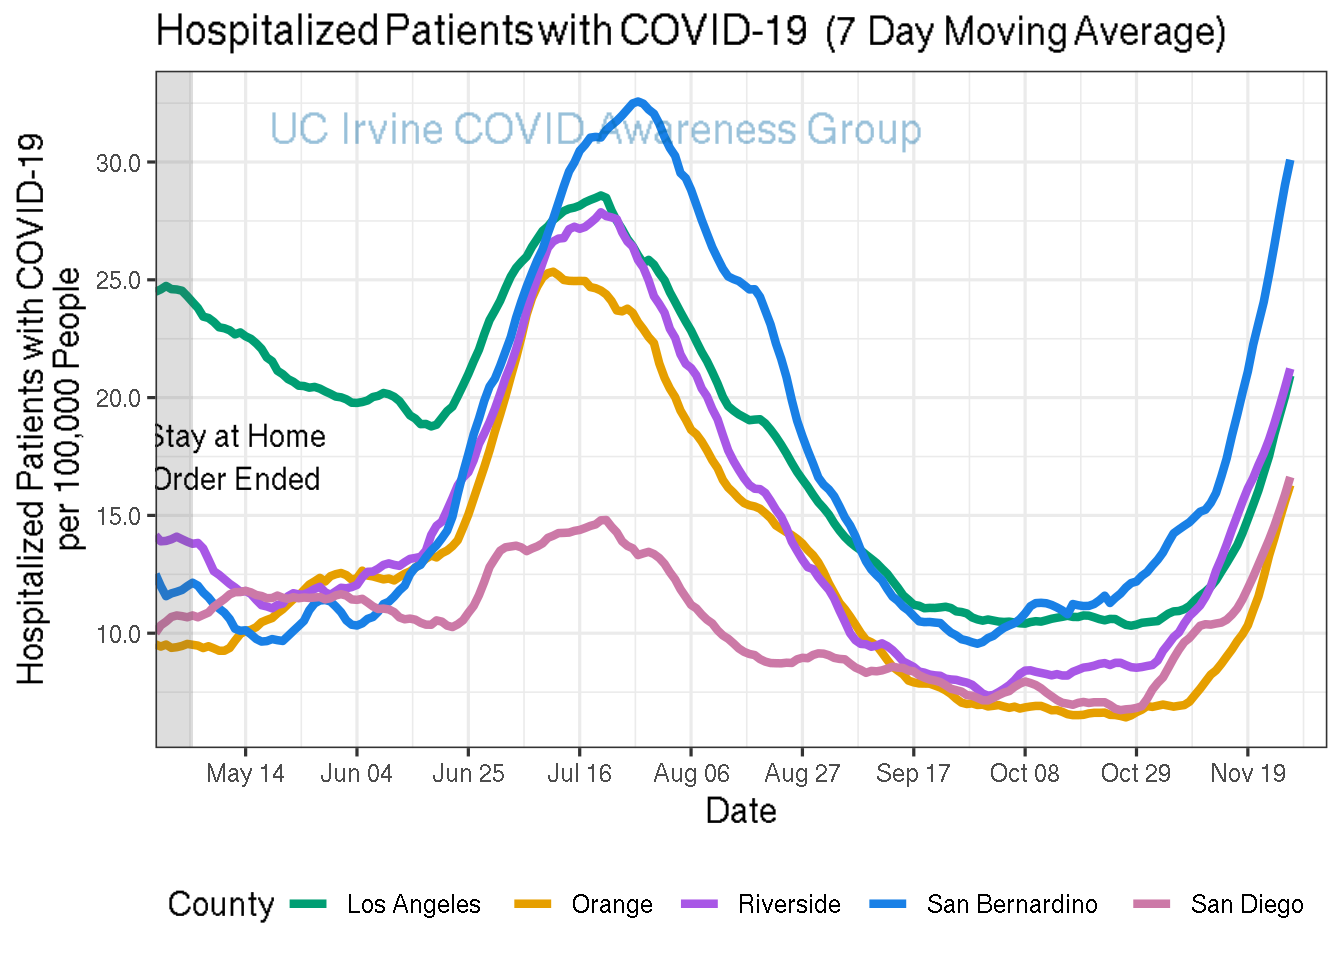 Hospitalized Patients with COVID-19 (7 Day Moving Average)
UC Irvine COVID Awareness Group
Hospitalized Patients with COVID-19
per 100,000 People
30.0
25.0
20.0
15.0
10.0
Stay at Home
Order Ended
May 14 Jun 04 Jun 25 Jul 16 Aug 06 Aug 27 Sep 17 Oct 08 Oct 29 Nov 19
Date
County Los Angeles Orange Riverside San Bernardino San Diego